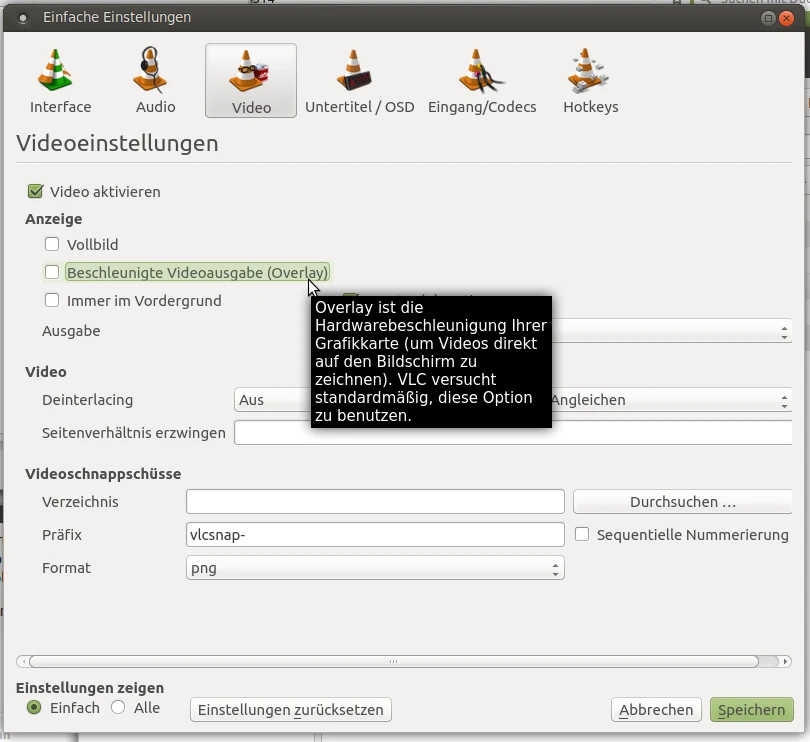 Einfache Einstellungen
Interface
Audio
Video
Untertitel / OSD
Eingang/Codecs
Hotkeys
Videoeinstellungen
Video aktivieren
Anzeige
Vollbild
Beschleunigte Videoausgabe (Overlay)
Immer im Vordergrund
Ausgabe
Overlay ist die
Hardwarebeschleunigung Ihrer
Grafikkarte (um Videos direkt
auf den Bildschirm zu
zeichnen). VLC versucht
standardmäßig, diese Option
zu benutzen.
Video
Deinterlacing
Aus
Angleichen
Seitenverhältnis erzwingen
Videoschnappschüsse
Verzeichnis
Durchsuchen ...
Präfix
vlcsnap-
Sequentielle Nummerierung
Format
png
Einstellungen zeigen
Einfach
Alle
Einstellungen zurücksetzen
Abbrechen
Speichern